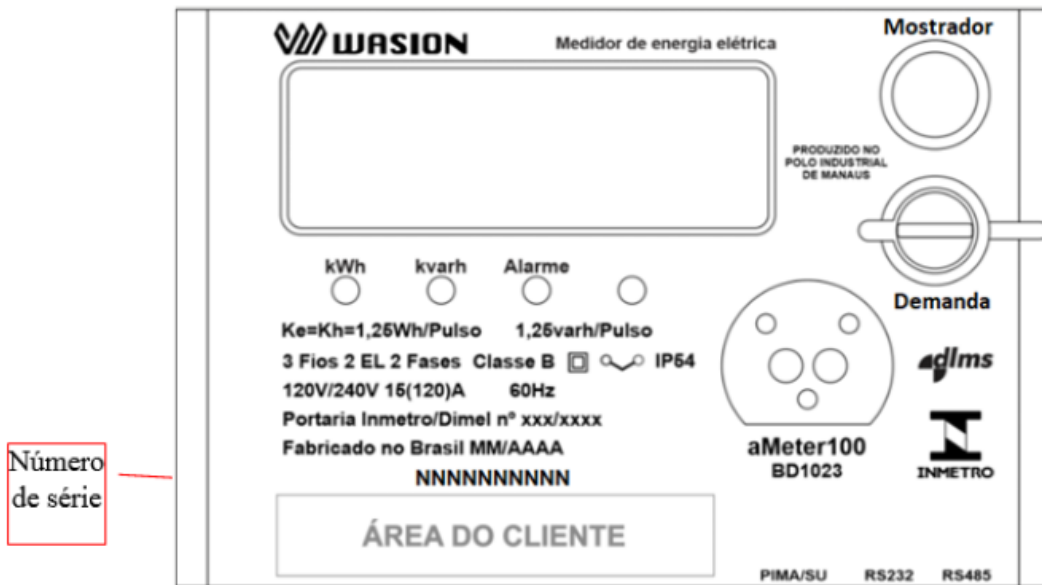 WASION
Medidor de energia elétrica
Mostrador
PRODUZIDO NO
POLO INDUSTRIAL
DE MANAUS
kWh kvarh Alarme
Demanda
Ke=Kh=1,25Wh/Pulso 1,25varh/Pulso
3 Fios 2 EL 2 Fases Classe B IP54
120V/240V 15(120)A 60Hz
Portaria Inmetro/Dimel nº xxx/xxxx
Fabricado no Brasil MM/AAAA
NNNNNNNNNN
dlms
aMeter100
BD1023
INMETRO
Número
de série
ÁREA DO CLIENTE
PIMA/SU RS232 RS485